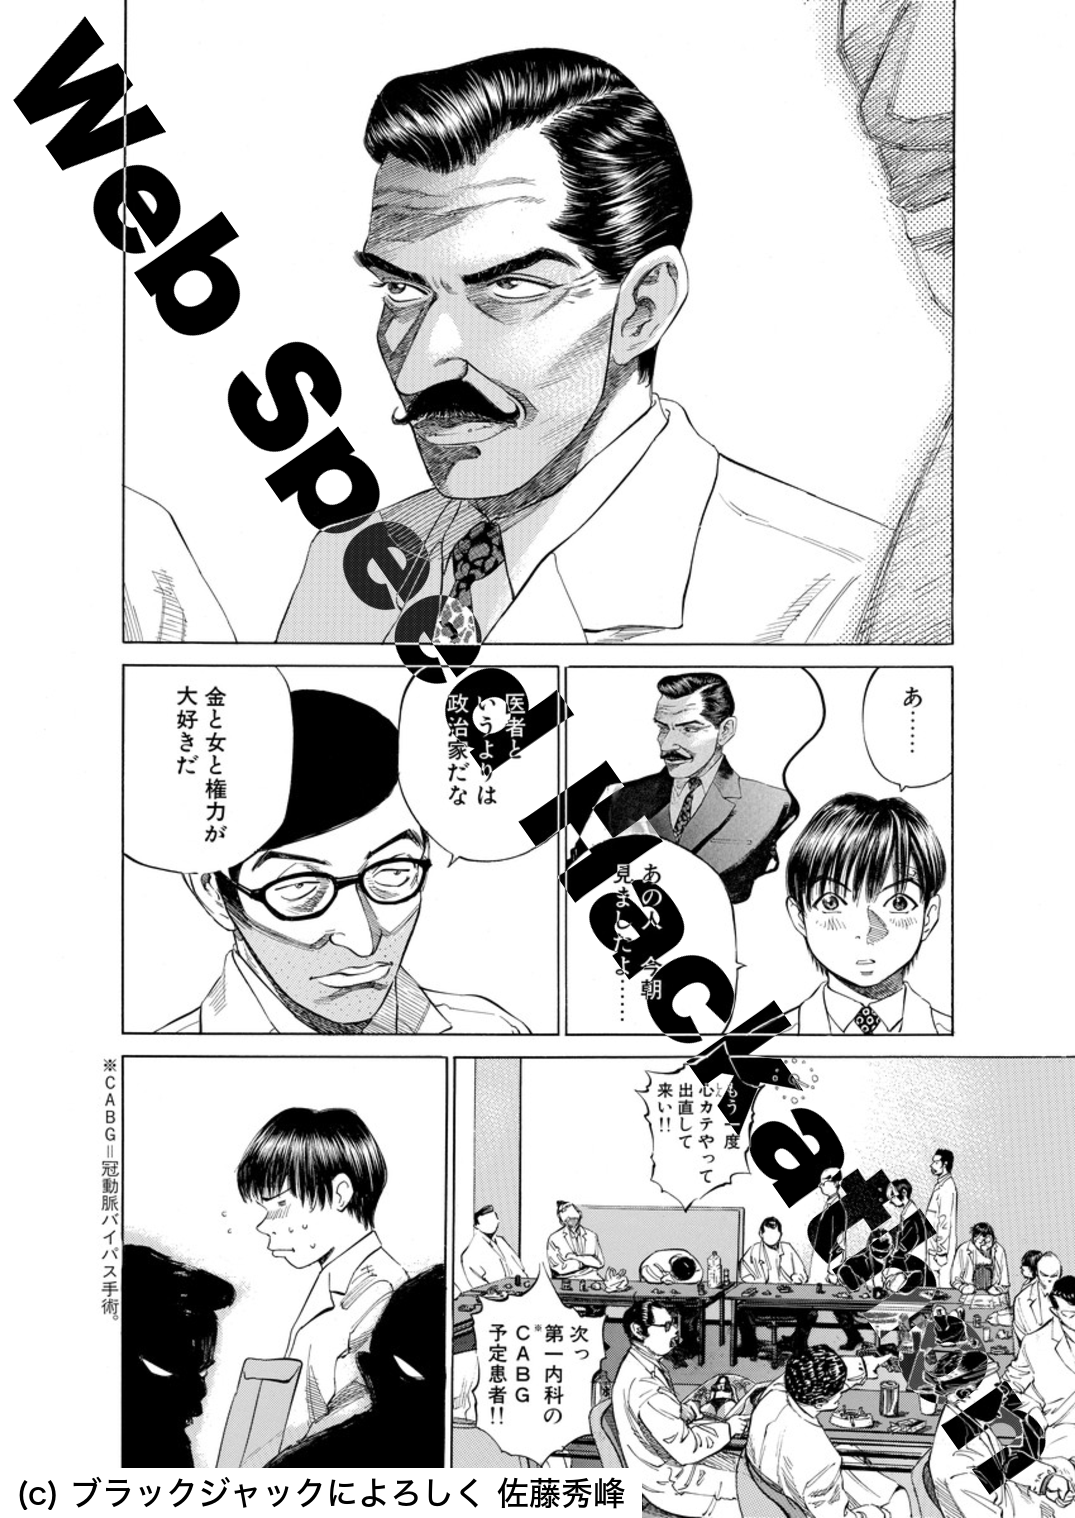 Web Spec Hackathon
あ……
あの人 今朝
見ましたよ……
医者と
いうよりは
政治家だな
金と女と権力が
大好きだ
もう一度
心カテやって
出直して
来い!!
次っ
第一内科の
※CABG
予定患者!!
※CABG＝冠動脈バイパス手術。
(c) ブラックジャックによろしく 佐藤秀峰